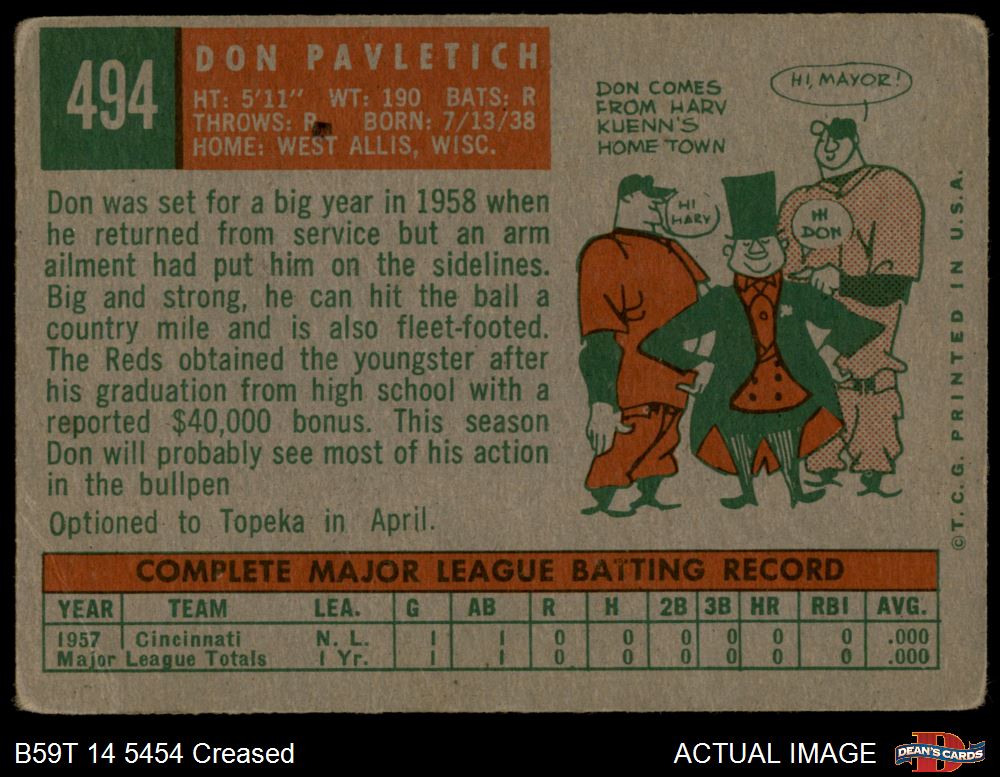 494
DON PAVLETICH
HT: 5'11" WT: 190 BATS: R
THROWS: R BORN: 7/13/38
HOME: WEST ALLIS, WISC.
Don was set for a big year in 1958 when
he returned from service but an arm
ailment had put him on the sidelines.
Big and strong, he can hit the ball a
country mile and is also fleet-footed.
The Reds obtained the youngster after
his graduation from high school with a
reported $40,000 bonus. This season
Don will probably see most of his action
in the bullpen
Optioned to Topeka in April.
DON COMES
FROM HARV
KUENN'S
HOME TOWN
HI, MAYOR!
HI
HARV
HI
DON
©T. C. G. PRINTED IN U.S.A.
COMPLETE MAJOR LEAGUE BATTING RECORD
YEAR TEAM LEA. G AB R H 2B 3B HR RBI AVG.
1957 Cincinnati N. L. 1 1 0 0 0 0 0 0 .000
Major League Totals 1 Yr. 1 1 0 0 0 0 0 0 .000
B59T 14 5454 Creased
ACTUAL IMAGE
DEAN'S CARDS